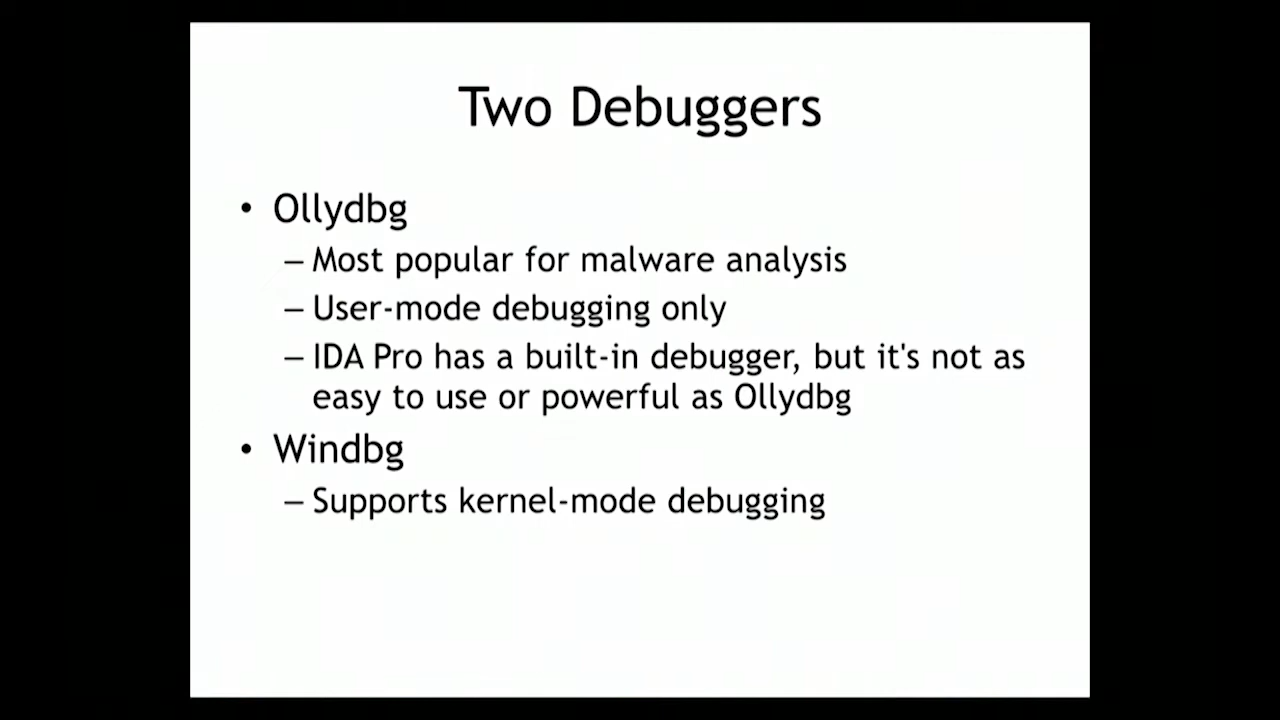 Two Debuggers
• Ollydbg
– Most popular for malware analysis
– User-mode debugging only
– IDA Pro has a built-in debugger, but it's not as
easy to use or powerful as Ollydbg
• Windbg
– Supports kernel-mode debugging